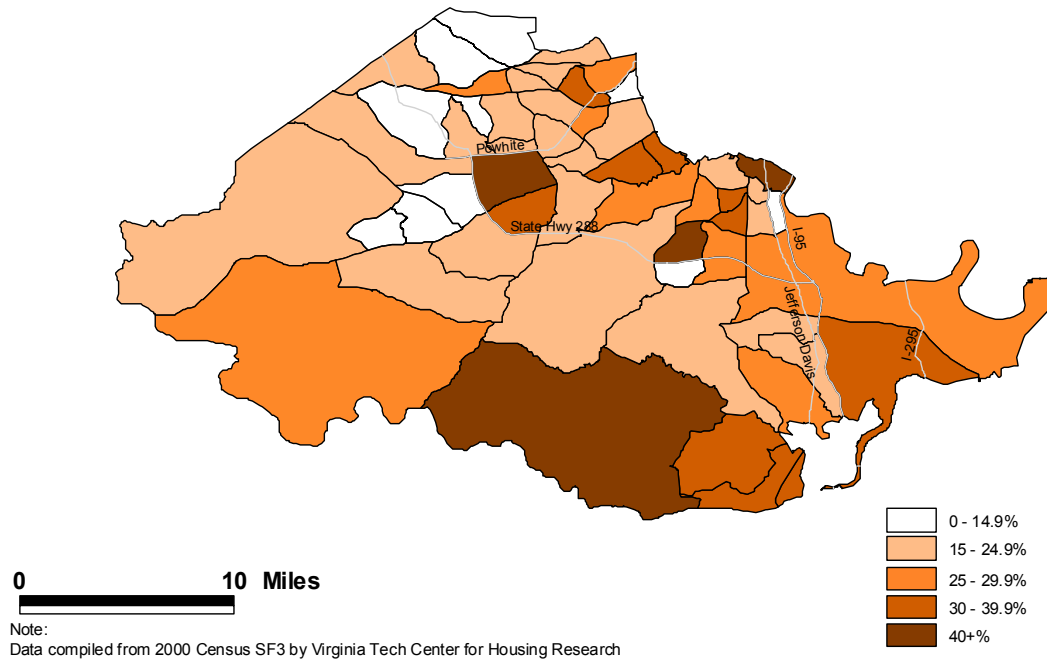 Powhite
State Hwy 288
I-95
Jefferson Davis
I-295
0 - 14.9%
15 - 24.9%
25 - 29.9%
30 - 39.9%
40+%
0 10 Miles
Note:
Data compiled from 2000 Census SF3 by Virginia Tech Center for Housing Research